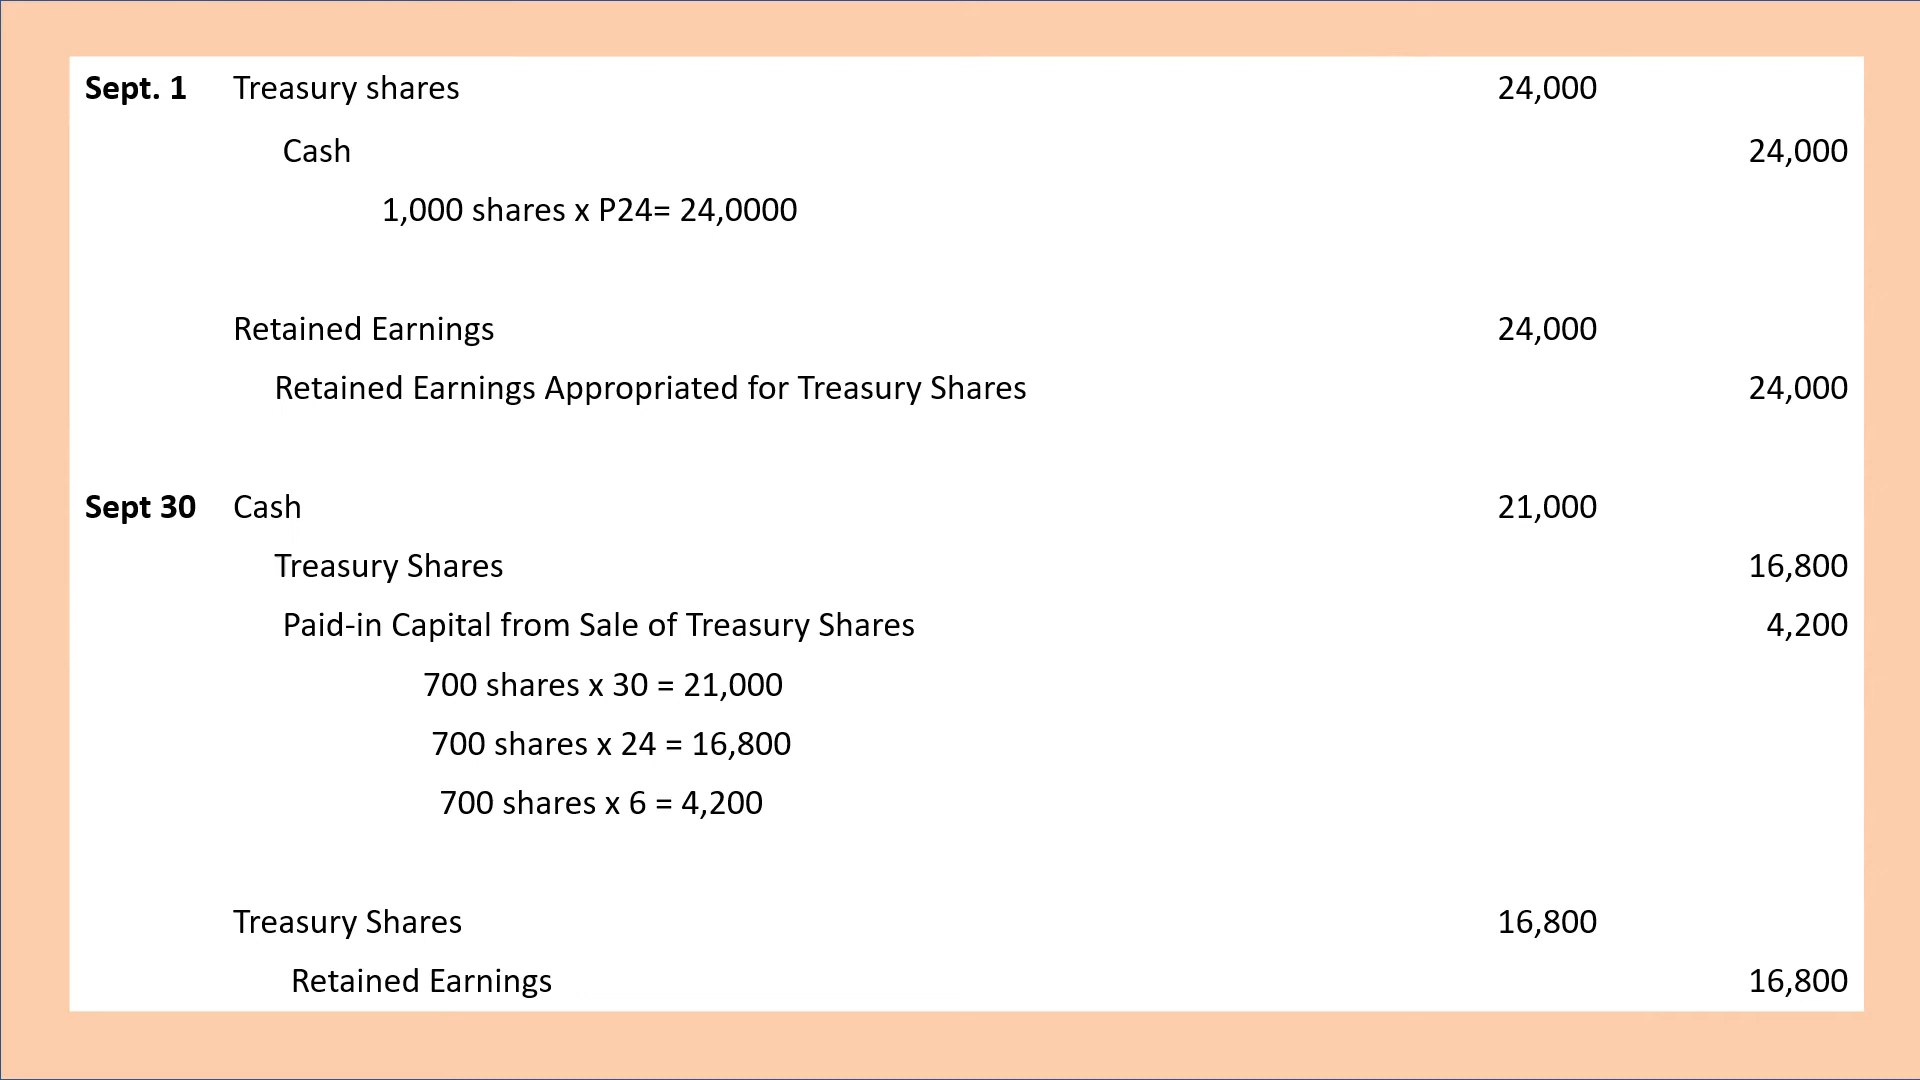 Sept. 1 Treasury shares 24,000
Cash 24,000
1,000 shares x P24= 24,0000
Retained Earnings 24,000
Retained Earnings Appropriated for Treasury Shares 24,000
Sept 30 Cash 21,000
Treasury Shares 16,800
Paid-in Capital from Sale of Treasury Shares 4,200
700 shares x 30 = 21,000
700 shares x 24 = 16,800
700 shares x 6 = 4,200
Treasury Shares 16,800
Retained Earnings 16,800